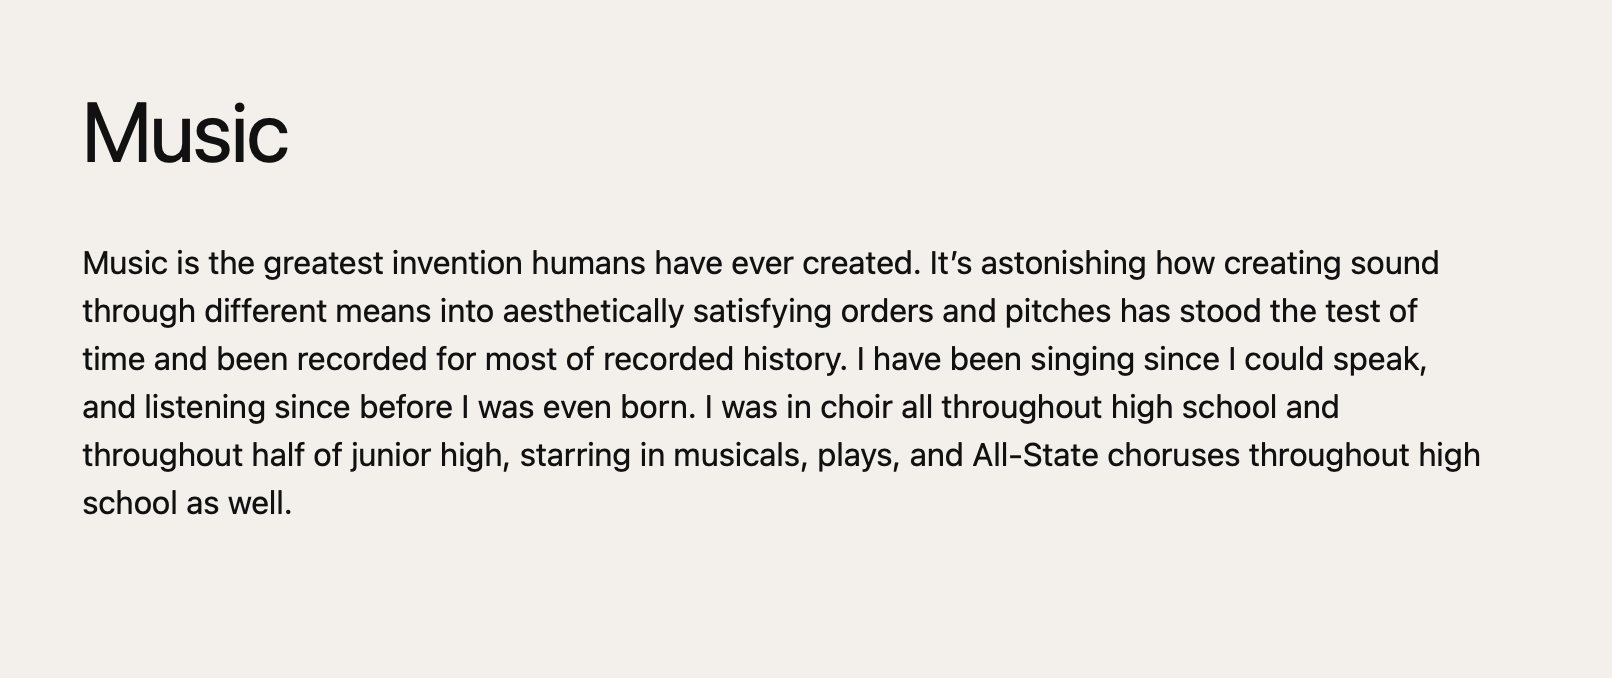 Music
Music is the greatest invention humans have ever created. It’s astonishing how creating sound
through different means into aesthetically satisfying orders and pitches has stood the test of
time and been recorded for most of recorded history. I have been singing since I could speak,
and listening since before I was even born. I was in choir all throughout high school and
throughout half of junior high, starring in musicals, plays, and All-State choruses throughout high
school as well.